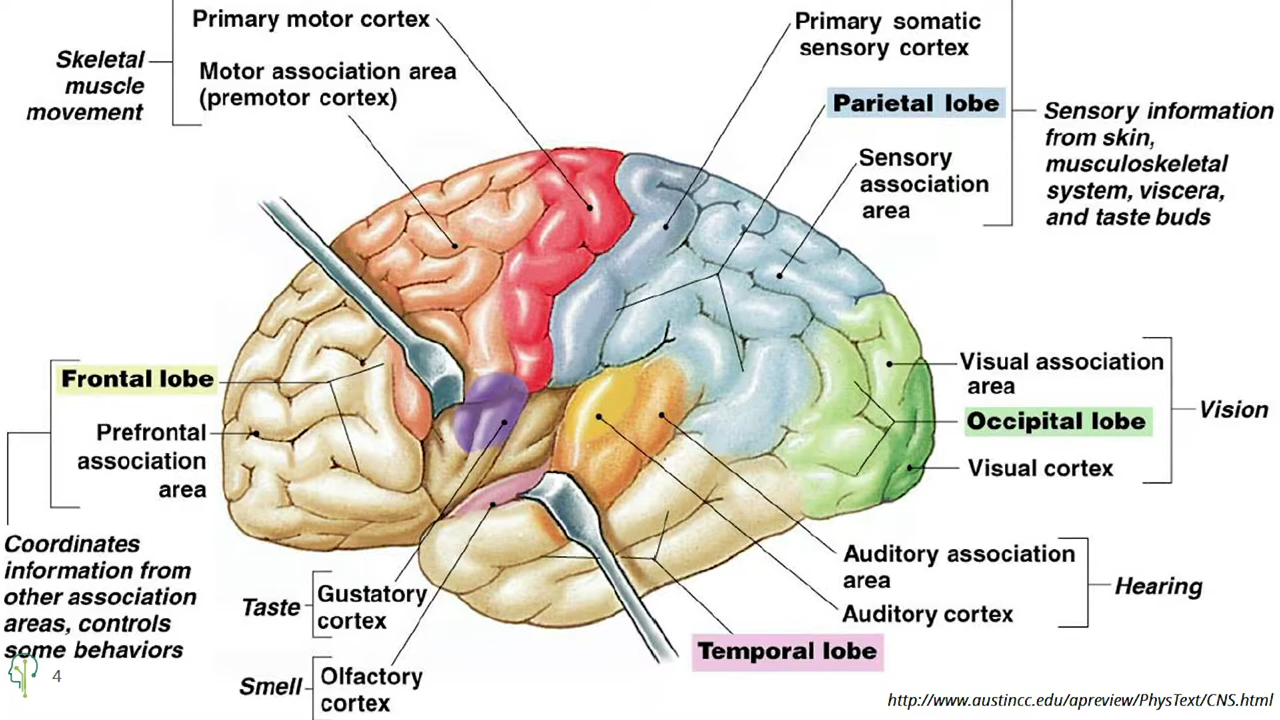 Primary motor cortex
Skeletal
muscle
movement
Motor association area
(premotor cortex)
Primary somatic
sensory cortex
Parietal lobe
Sensory
association
area
Sensory information
from skin,
musculoskeletal
system, viscera,
and taste buds
Frontal lobe
Prefrontal
association
area
Coordinates
information from
other association
areas, controls
some behaviors
Visual association
area
Occipital lobe
Visual cortex
Vision
Taste
Gustatory
cortex
Smell
Olfactory
cortex
Auditory association
area
Auditory cortex
Hearing
Temporal lobe
4
http://www.austincc.edu/apreview/PhysText/CNS.html